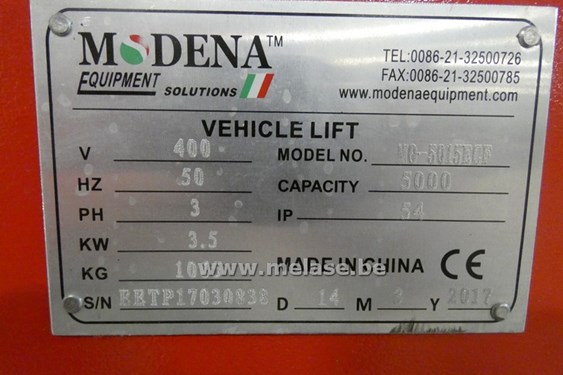 MODENA™
EQUIPMENT
SOLUTIONS
TEL:0086-21-32500726
FAX:0086-21-32500785
www.modenaequipment.com
VEHICLE LIFT
V 400 MODEL NO.
HZ 50 CAPACITY 5000
PH 3 IP 54
KW 3.5
KG MADE IN CHINA CE
www.melase.be
S/N D 14 M 3 Y 2017